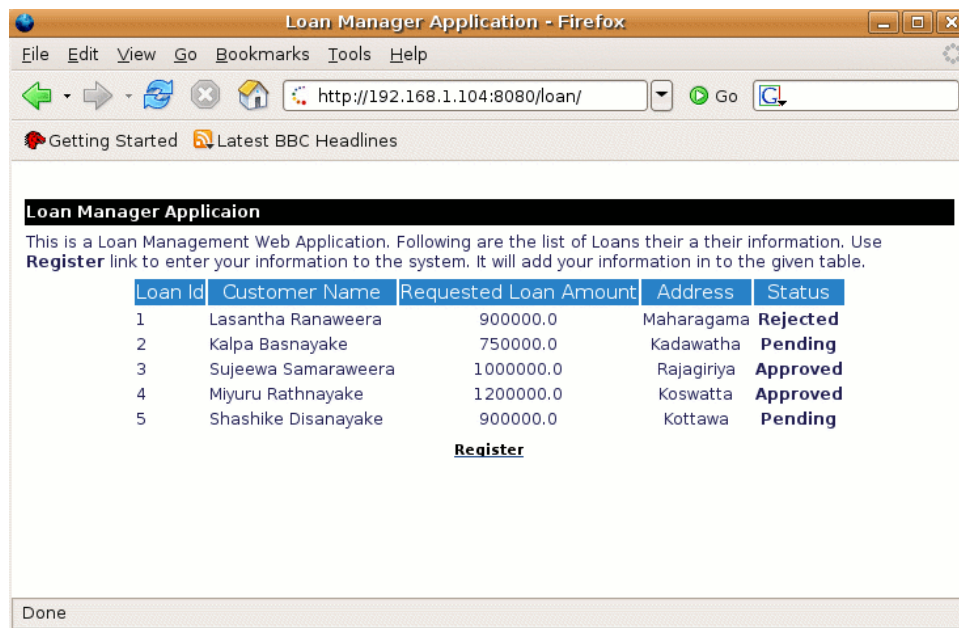 Loan Manager Application - Firefox
File Edit View Go Bookmarks Tools Help
http://192.168.1.104:8080/loan/ Go G
Getting Started Latest BBC Headlines
Loan Manager Applicaion
This is a Loan Management Web Application. Following are the list of Loans their a their information. Use
Register link to enter your information to the system. It will add your information in to the given table.
Loan Id Customer Name Requested Loan Amount Address Status
1 Lasantha Ranaweera 900000.0 Maharagama Rejected
2 Kalpa Basnayake 750000.0 Kadawatha Pending
3 Sujeewa Samaraweera 1000000.0 Rajagiriya Approved
4 Miyuru Rathnayake 1200000.0 Koswatta Approved
5 Shashike Disanayake 900000.0 Kottawa Pending
Register
Done